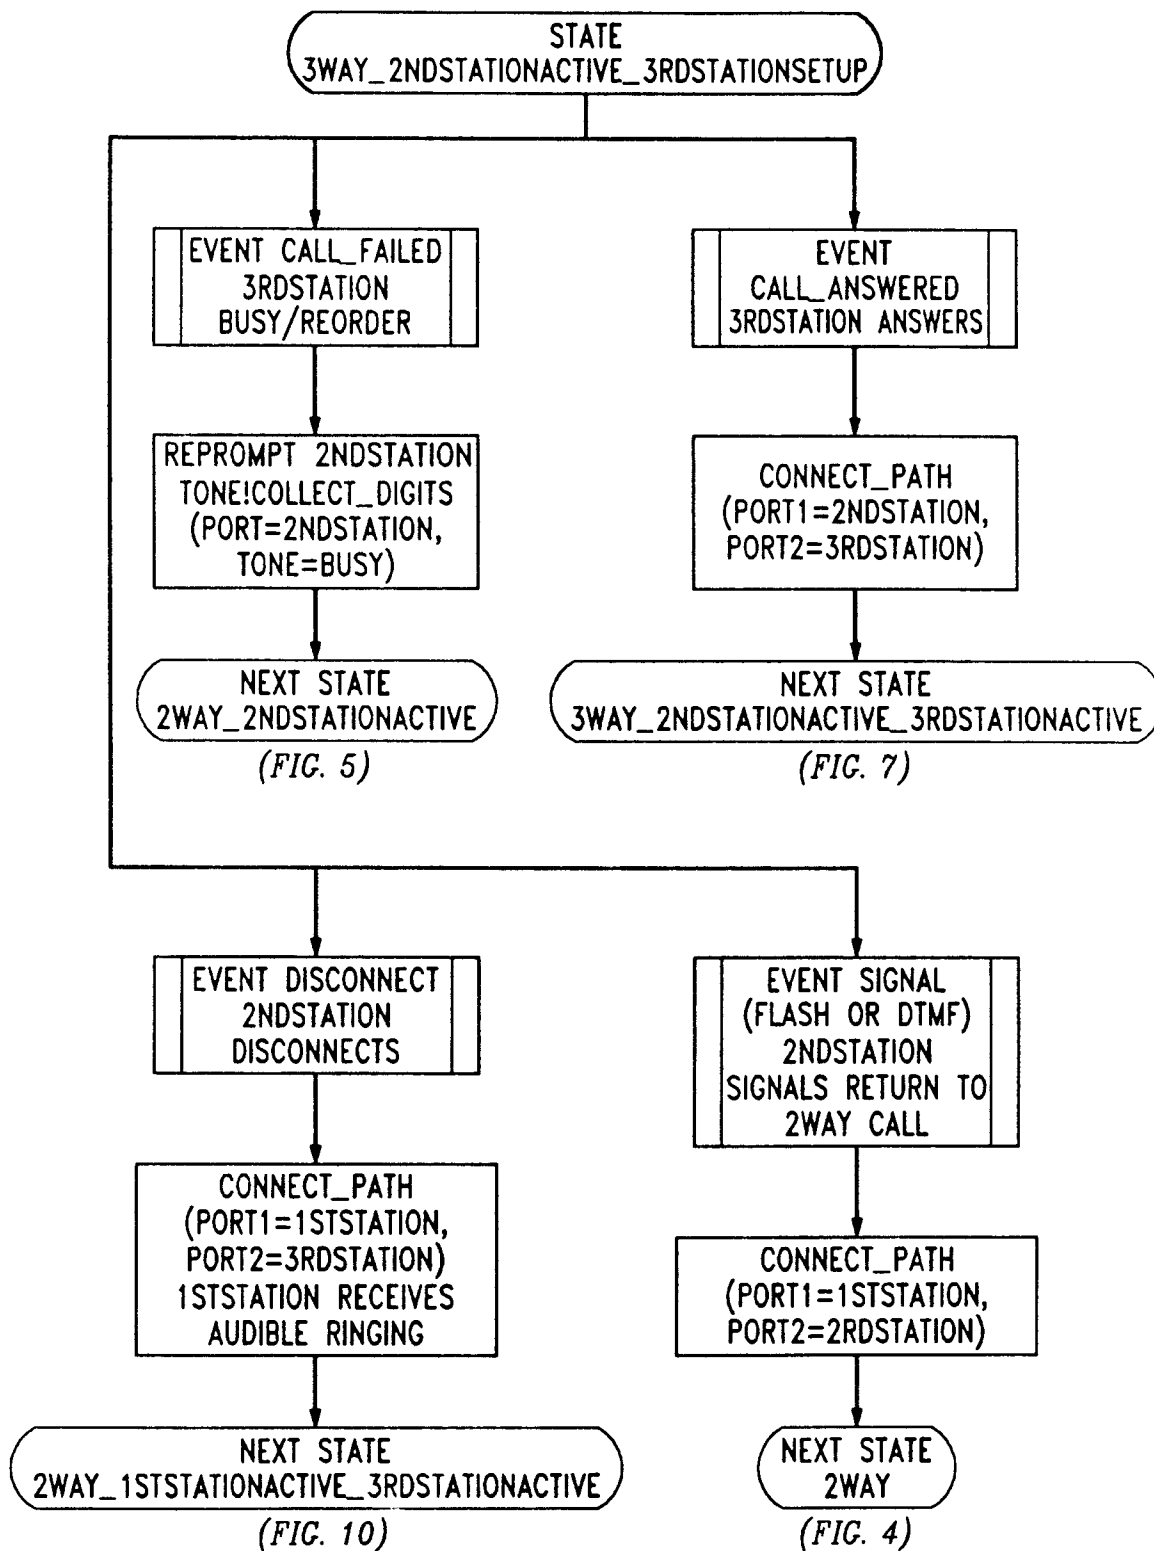 STATE
3WAY_2NDSTATIONACTIVE_3RDSTATIONSETUP
EVENT CALL_FAILED
3RDSTATION
BUSY/REORDER
EVENT
CALL_ANSWERED
3RDSTATION ANSWERS
REPROMPT 2NDSTATION
TONE!COLLECT_DIGITS
(PORT=2NDSTATION,
TONE=BUSY)
CONNECT_PATH
(PORT1=2NDSTATION,
PORT2=3RDSTATION)
NEXT STATE
2WAY_2NDSTATIONACTIVE
(FIG. 5)
NEXT STATE
3WAY_2NDSTATIONACTIVE_3RDSTATIONACTIVE
(FIG. 7)
EVENT DISCONNECT
2NDSTATION
DISCONNECTS
EVENT SIGNAL
(FLASH OR DTMF)
2NDSTATION
SIGNALS RETURN TO
2WAY CALL
CONNECT_PATH
(PORT1=1STSTATION,
PORT2=3RDSTATION)
1STSTATION RECEIVES
AUDIBLE RINGING
CONNECT_PATH
(PORT1=1STSTATION,
PORT2=2RDSTATION)
NEXT STATE
2WAY_1STSTATIONACTIVE_3RDSTATIONACTIVE
(FIG. 10)
NEXT STATE
2WAY
(FIG. 4)